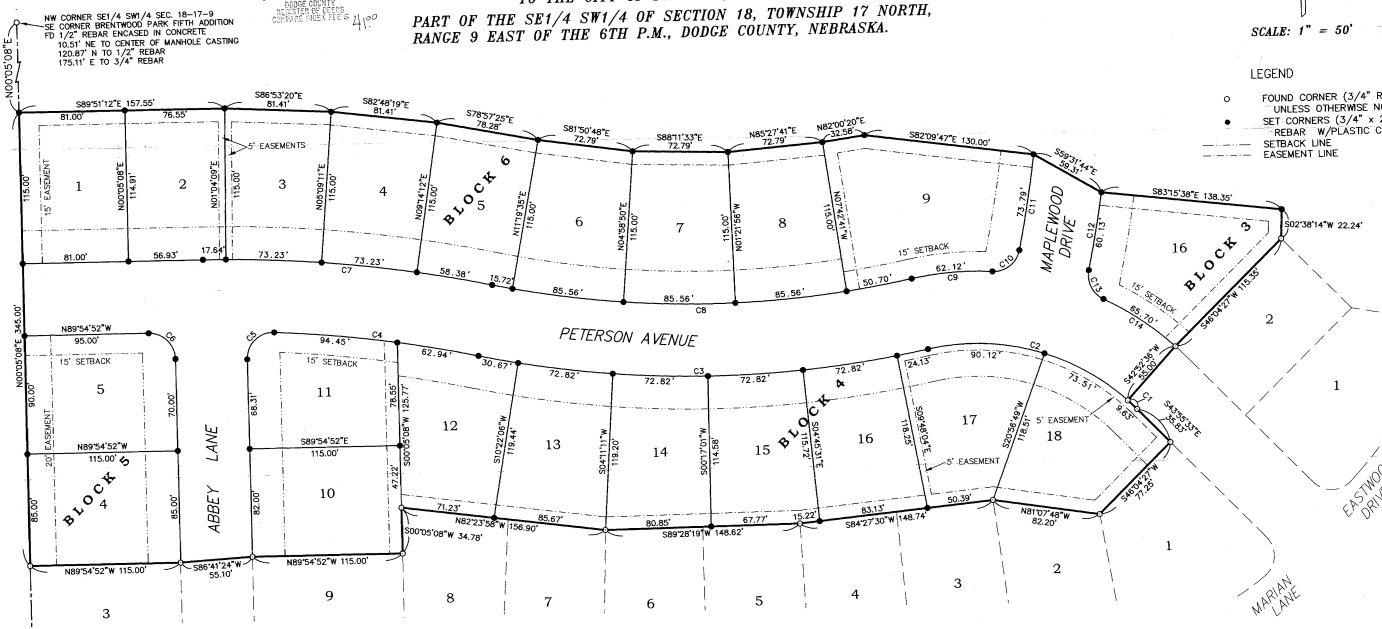 NW CORNER SE1/4 SW1/4 SEC. 18-17-9
SE CORNER BRENTWOOD PARK FIFTH ADDITION
FD 1/2" REBAR ENCASED IN CONCRETE
10.51' NE TO CENTER OF MANHOLE CASTING
120.87' N TO 1/2" REBAR
175.11' E TO 3/4" REBAR
DODGE COUNTY
REGISTER OF DEEDS
COMPARE INDEX FEE $ 41.00
PART OF THE SE1/4 SW1/4 OF SECTION 18, TOWNSHIP 17 NORTH,
RANGE 9 EAST OF THE 6TH P.M., DODGE COUNTY, NEBRASKA.
SCALE: 1" = 50'
LEGEND
FOUND CORNER (3/4" R
UNLESS OTHERWISE N
SET CORNERS (3/4" x 2
REBAR W/PLASTIC C
SETBACK LINE
EASEMENT LINE
N00°05'08"E
S89°51'12"E 157.55'
81.00'
76.55'
S86°53'20"E
81.41'
S82°48'19"E
81.41'
S78°57'25"E
78.28'
S81°50'48"E
72.79'
S88°11'33"E
72.79'
N85°27'41"E
72.79'
N82°00'20"E
32.58'
S82°09'47"E 130.00'
S59°31'44"E
59.31'
S83°15'38"E 138.35'
S02°38'14"W 22.24'
115.00'
15' EASEMENT
1
N00°05'08"E
114.91'
2
N01°04'09"E
115.00'
5' EASEMENTS
3
N05°09'11"E
115.00'
4
N09°14'12"E
115.00'
BLOCK 6
5
N11°19'35"E
115.00'
6
N04°58'50"E
115.00'
7
115.00'
N01°21'56"W
8
N07°42'41"W
115.00'
9
15' SETBACK
73.79'
C11
C10
MAPLEWOOD
DRIVE
C12
60.13'
C13
16
BLOCK 3
15' SETBACK
65.70'
C14
S46°04'27"W 115.35'
2
1
81.00'
56.93'
17.64'
73.23'
C7
73.23'
58.38'
15.72'
85.56'
85.56'
C8
85.56'
50.70'
C9
62.12'
PETERSON AVENUE
N00°05'08"E 345.00'
N89°54'52"W
95.00'
C6
C5
94.45'
C4
62.94'
30.67'
72.82'
72.82'
C3
72.82'
72.82'
24.13'
90.12'
C2
73.51'
S42°52'36"W
55.00'
C1
9.63'
S43°55'33"E
35.83'
90.00'
15' SETBACK
5
70.00'
20' EASEMENT
N89°54'52"W
115.00'
BLOCK 5
4
85.00'
85.00'
ABBEY LANE
15' SETBACK
11
68.31'
78.55'
S00°05'08"W 125.77'
S89°54'52"E
115.00'
10
82.00'
47.22'
12
S10°22'06"W
119.44'
13
S04°11'11"W
119.20'
14
S00°17'01"W
114.58'
15
BLOCK 4
S04°45'31"E
115.72'
16
S09°48'04"E
118.25'
17
5' EASEMENT
S20°56'49"W
118.51'
5' EASEMENT
18
S46°04'27"W
77.25'
EASTWOO
DRIVE
N89°54'52"W 115.00'
S86°41'24"W
55.10'
N89°54'52"W 115.00'
S00°05'08"W 34.78'
71.23'
N82°23'58"W 156.90'
85.67'
80.85'
S89°28'19"W 148.62'
67.77'
15.22'
83.13'
S84°27'30"W 148.74'
50.39'
N81°07'48"W
82.20'
3
9
8
7
6
5
4
3
2
1
MARIAN
LANE